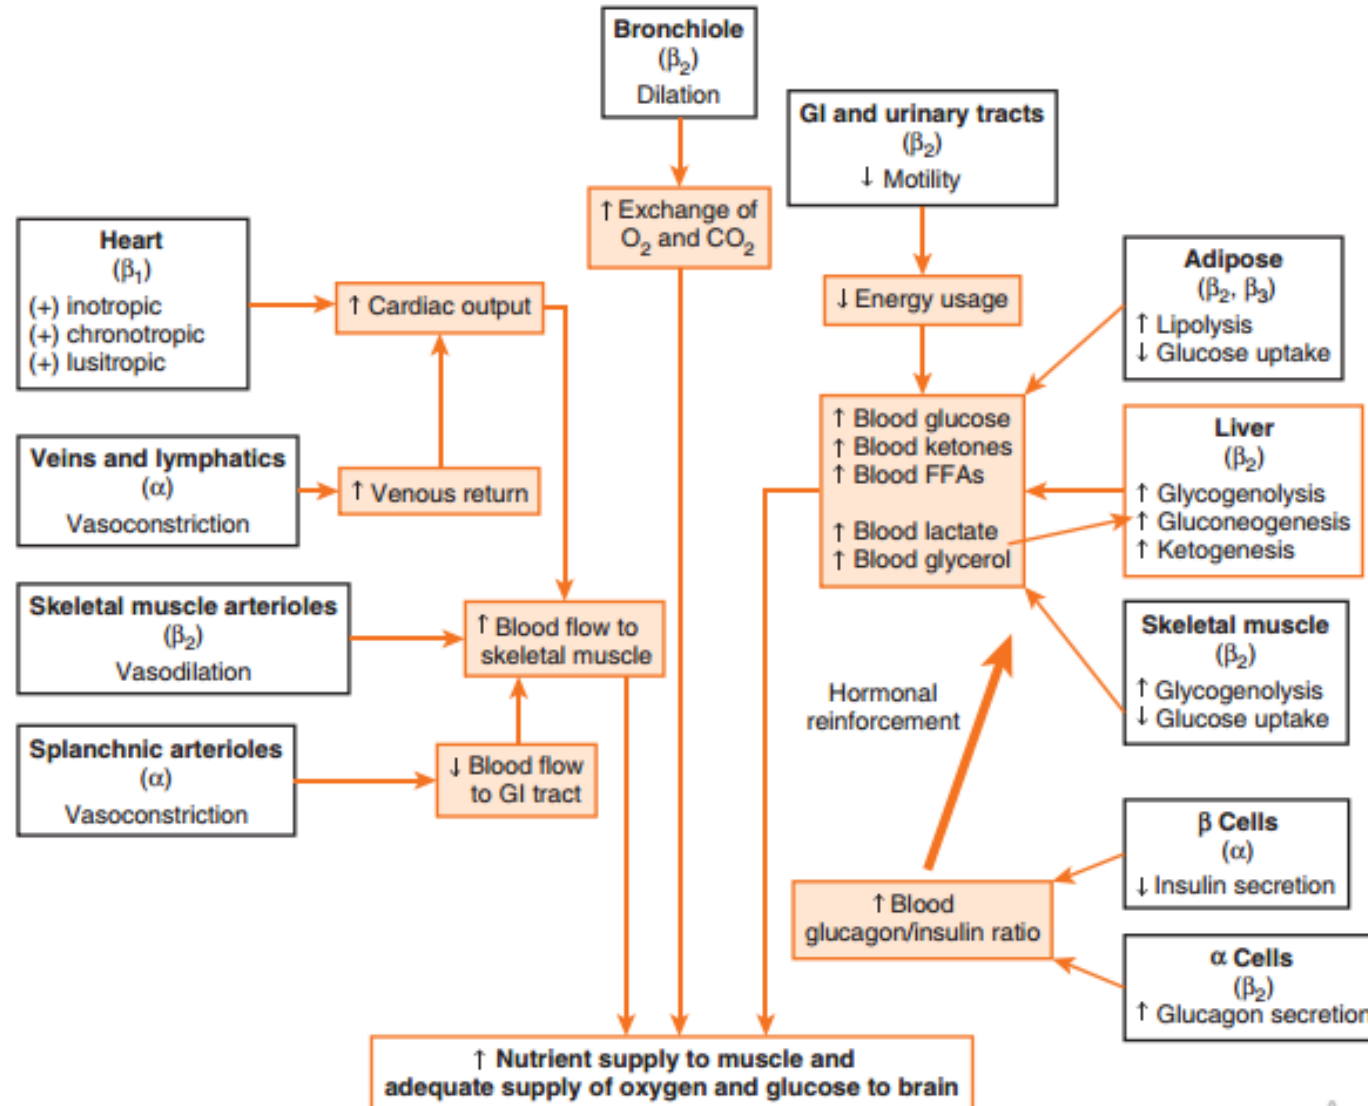 Bronchiole
(β₂)
Dilation
GI and urinary tracts
(β₂)
↓ Motility
↑ Exchange of
O₂ and CO₂
Heart
(β₁)
(+) inotropic
(+) chronotropic
(+) lusitropic
↑ Cardiac output
↓ Energy usage
Adipose
(β₂, β₃)
↑ Lipolysis
↓ Glucose uptake
Veins and lymphatics
(α)
Vasoconstriction
↑ Venous return
↑ Blood glucose
↑ Blood ketones
↑ Blood FFAs
↑ Blood lactate
↑ Blood glycerol
Liver
(β₂)
↑ Glycogenolysis
↑ Gluconeogenesis
↑ Ketogenesis
Skeletal muscle arterioles
(β₂)
Vasodilation
↑ Blood flow to
skeletal muscle
Skeletal muscle
(β₂)
↑ Glycogenolysis
↓ Glucose uptake
Hormonal
reinforcement
Splanchnic arterioles
(α)
Vasoconstriction
↓ Blood flow
to GI tract
β Cells
(α)
↓ Insulin secretion
↑ Blood
glucagon/insulin ratio
α Cells
(β₂)
↑ Glucagon secretion
↑ Nutrient supply to muscle and
adequate supply of oxygen and glucose to brain